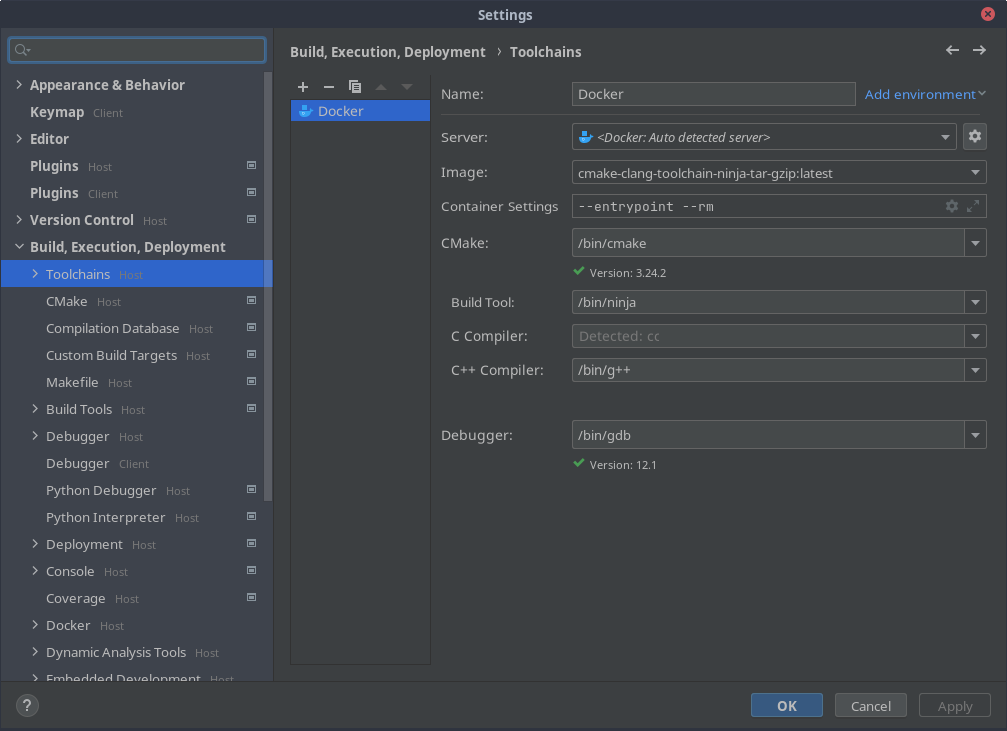 Settings
Build, Execution, Deployment › Toolchains
Appearance & Behavior
Keymap Client
Editor
Plugins Host
Plugins Client
Version Control Host
Build, Execution, Deployment
Toolchains Host
CMake Host
Compilation Database Host
Custom Build Targets Host
Makefile Host
Build Tools Host
Debugger Host
Debugger Client
Python Debugger Host
Python Interpreter Host
Deployment Host
Console Host
Coverage Host
Docker Host
Dynamic Analysis Tools Host
Embedded Development Host
Docker
Name: Docker Add environment
Server: <Docker: Auto detected server>
Image: cmake-clang-toolchain-ninja-tar-gzip:latest
Container Settings --entrypoint --rm
CMake: /bin/cmake
Version: 3.24.2
Build Tool: /bin/ninja
C Compiler: Detected: cc
C++ Compiler: /bin/g++
Debugger: /bin/gdb
Version: 12.1
? OK Cancel Apply